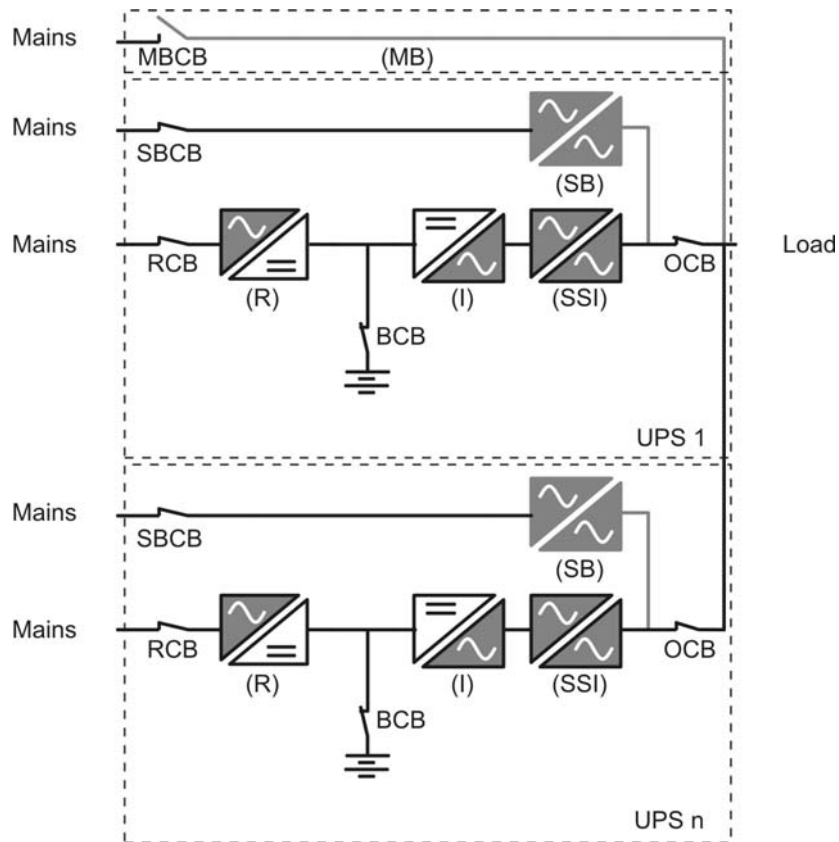 Mains
MBCB (MB)
Mains
SBCB
(SB)
Mains Load
RCB OCB
(R) (I) (SSI)
BCB
UPS 1
Mains
SBCB
(SB)
Mains
RCB OCB
(R) (I) (SSI)
BCB
UPS n